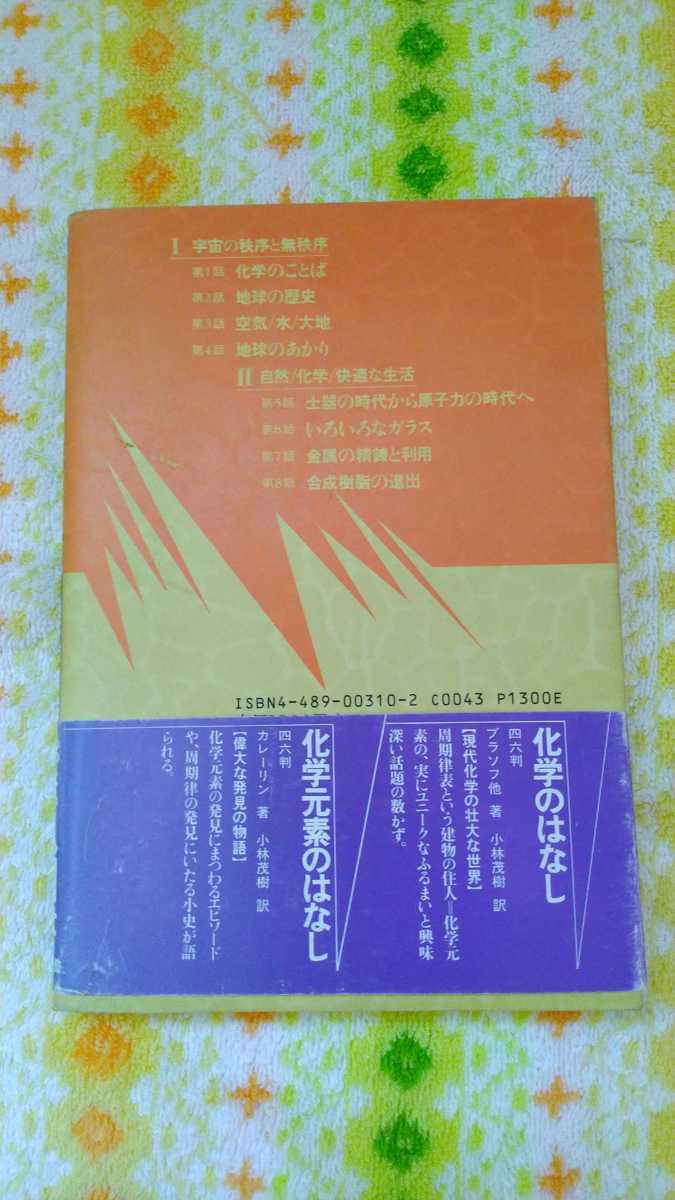 I 宇宙の秩序と無秩序
第1話 化学のことば
第2話 地球の歴史
第3話 空気/水/大地
第4話 地球のあかり
II 自然/化学/快適な生活
第5話 土器の時代から原子力の時代へ
第6話 いろいろなガラス
第7話 金属の精錬と利用
第8話 合成樹脂の進出
ISBN4-489-00310-2 C0043 P1300E
化学のはなし
四六判
ブラソフ他 著 小林茂樹 訳
【現代化学の壮大な世界】
周期律表という建物の住人=化学元
素の、実にユニークなふるまいと興味
深い話題の数かず。
化学元素のはなし
四六判
カレーリン 著 小林茂樹 訳
【偉大な発見の物語】
化学元素の発見にまつわるエピソード
や、周期律の発見にいたる小史が語
られる。